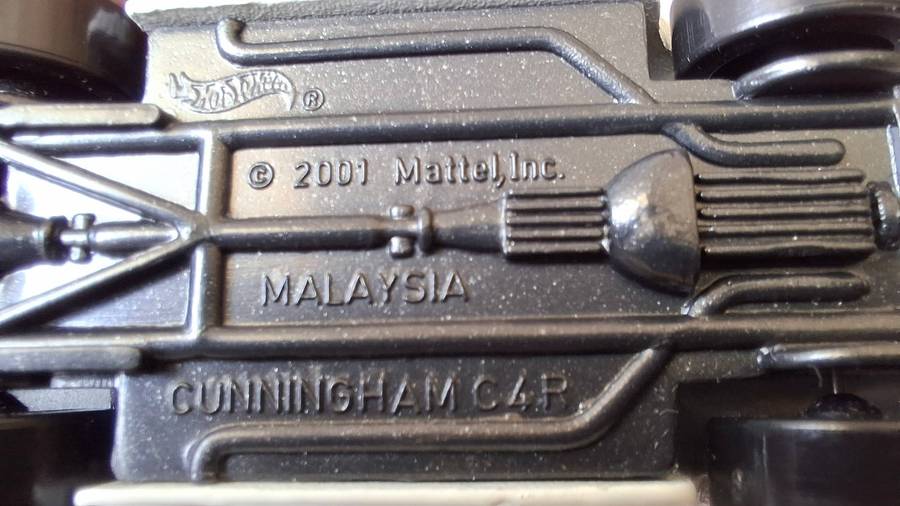 Hot Wheels ®
© 2001 Mattel, Inc.
MALAYSIA
CUNNINGHAM C4R